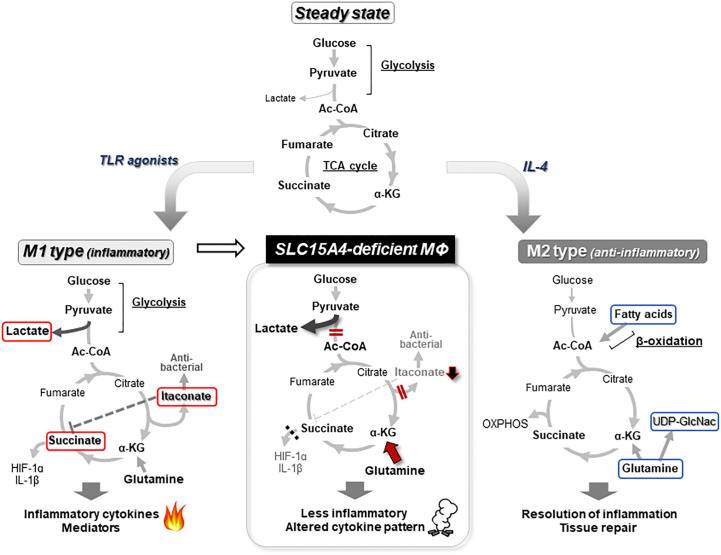 Steady state
Glucose
Pyruvate
Glycolysis
Lactate
Ac-CoA
Citrate
Fumarate
TCA cycle
Succinate
α-KG
TLR agonists
IL-4
M1 type (inflammatory)
Glucose
Pyruvate
Glycolysis
Lactate
Ac-CoA
Anti-
bacterial
Citrate
Fumarate
Itaconate
Succinate
α-KG
HIF-1α
IL-1β
Glutamine
Inflammatory cytokines
Mediators
SLC15A4-deficient MΦ
Glucose
Pyruvate
Lactate
Ac-CoA
Anti-
bacterial
Citrate
Itaconate
Fumarate
Succinate
α-KG
HIF-1α
IL-1β
Glutamine
Less inflammatory
Altered cytokine pattern
M2 type (anti-inflammatory)
Glucose
Pyruvate
Fatty acids
Ac-CoA
β-oxidation
Citrate
Fumarate
OXPHOS
UDP-GlcNac
Succinate
α-KG
Glutamine
Resolution of inflammation
Tissue repair